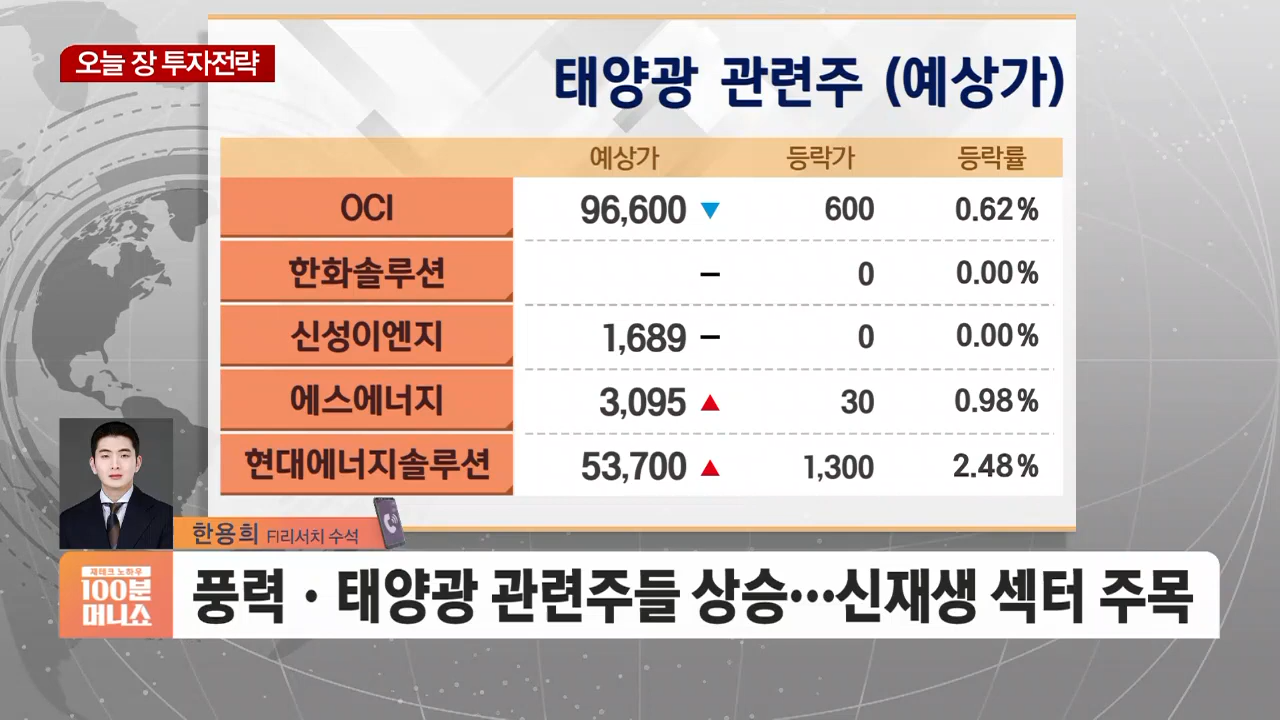 오늘 장 투자전략
태양광 관련주 (예상가)
예상가 등락가 등락률
OCI 96,600 ▼ 600 0.62%
한화솔루션 – 0 0.00%
신성이엔지 1,689 – 0 0.00%
에스에너지 3,095 ▲ 30 0.98%
현대에너지솔루션 53,700 ▲ 1,300 2.48%
한용희 FI리서치 수석
재테크 노하우
100분
머니쇼
풍력·태양광 관련주들 상승…신재생 섹터 주목